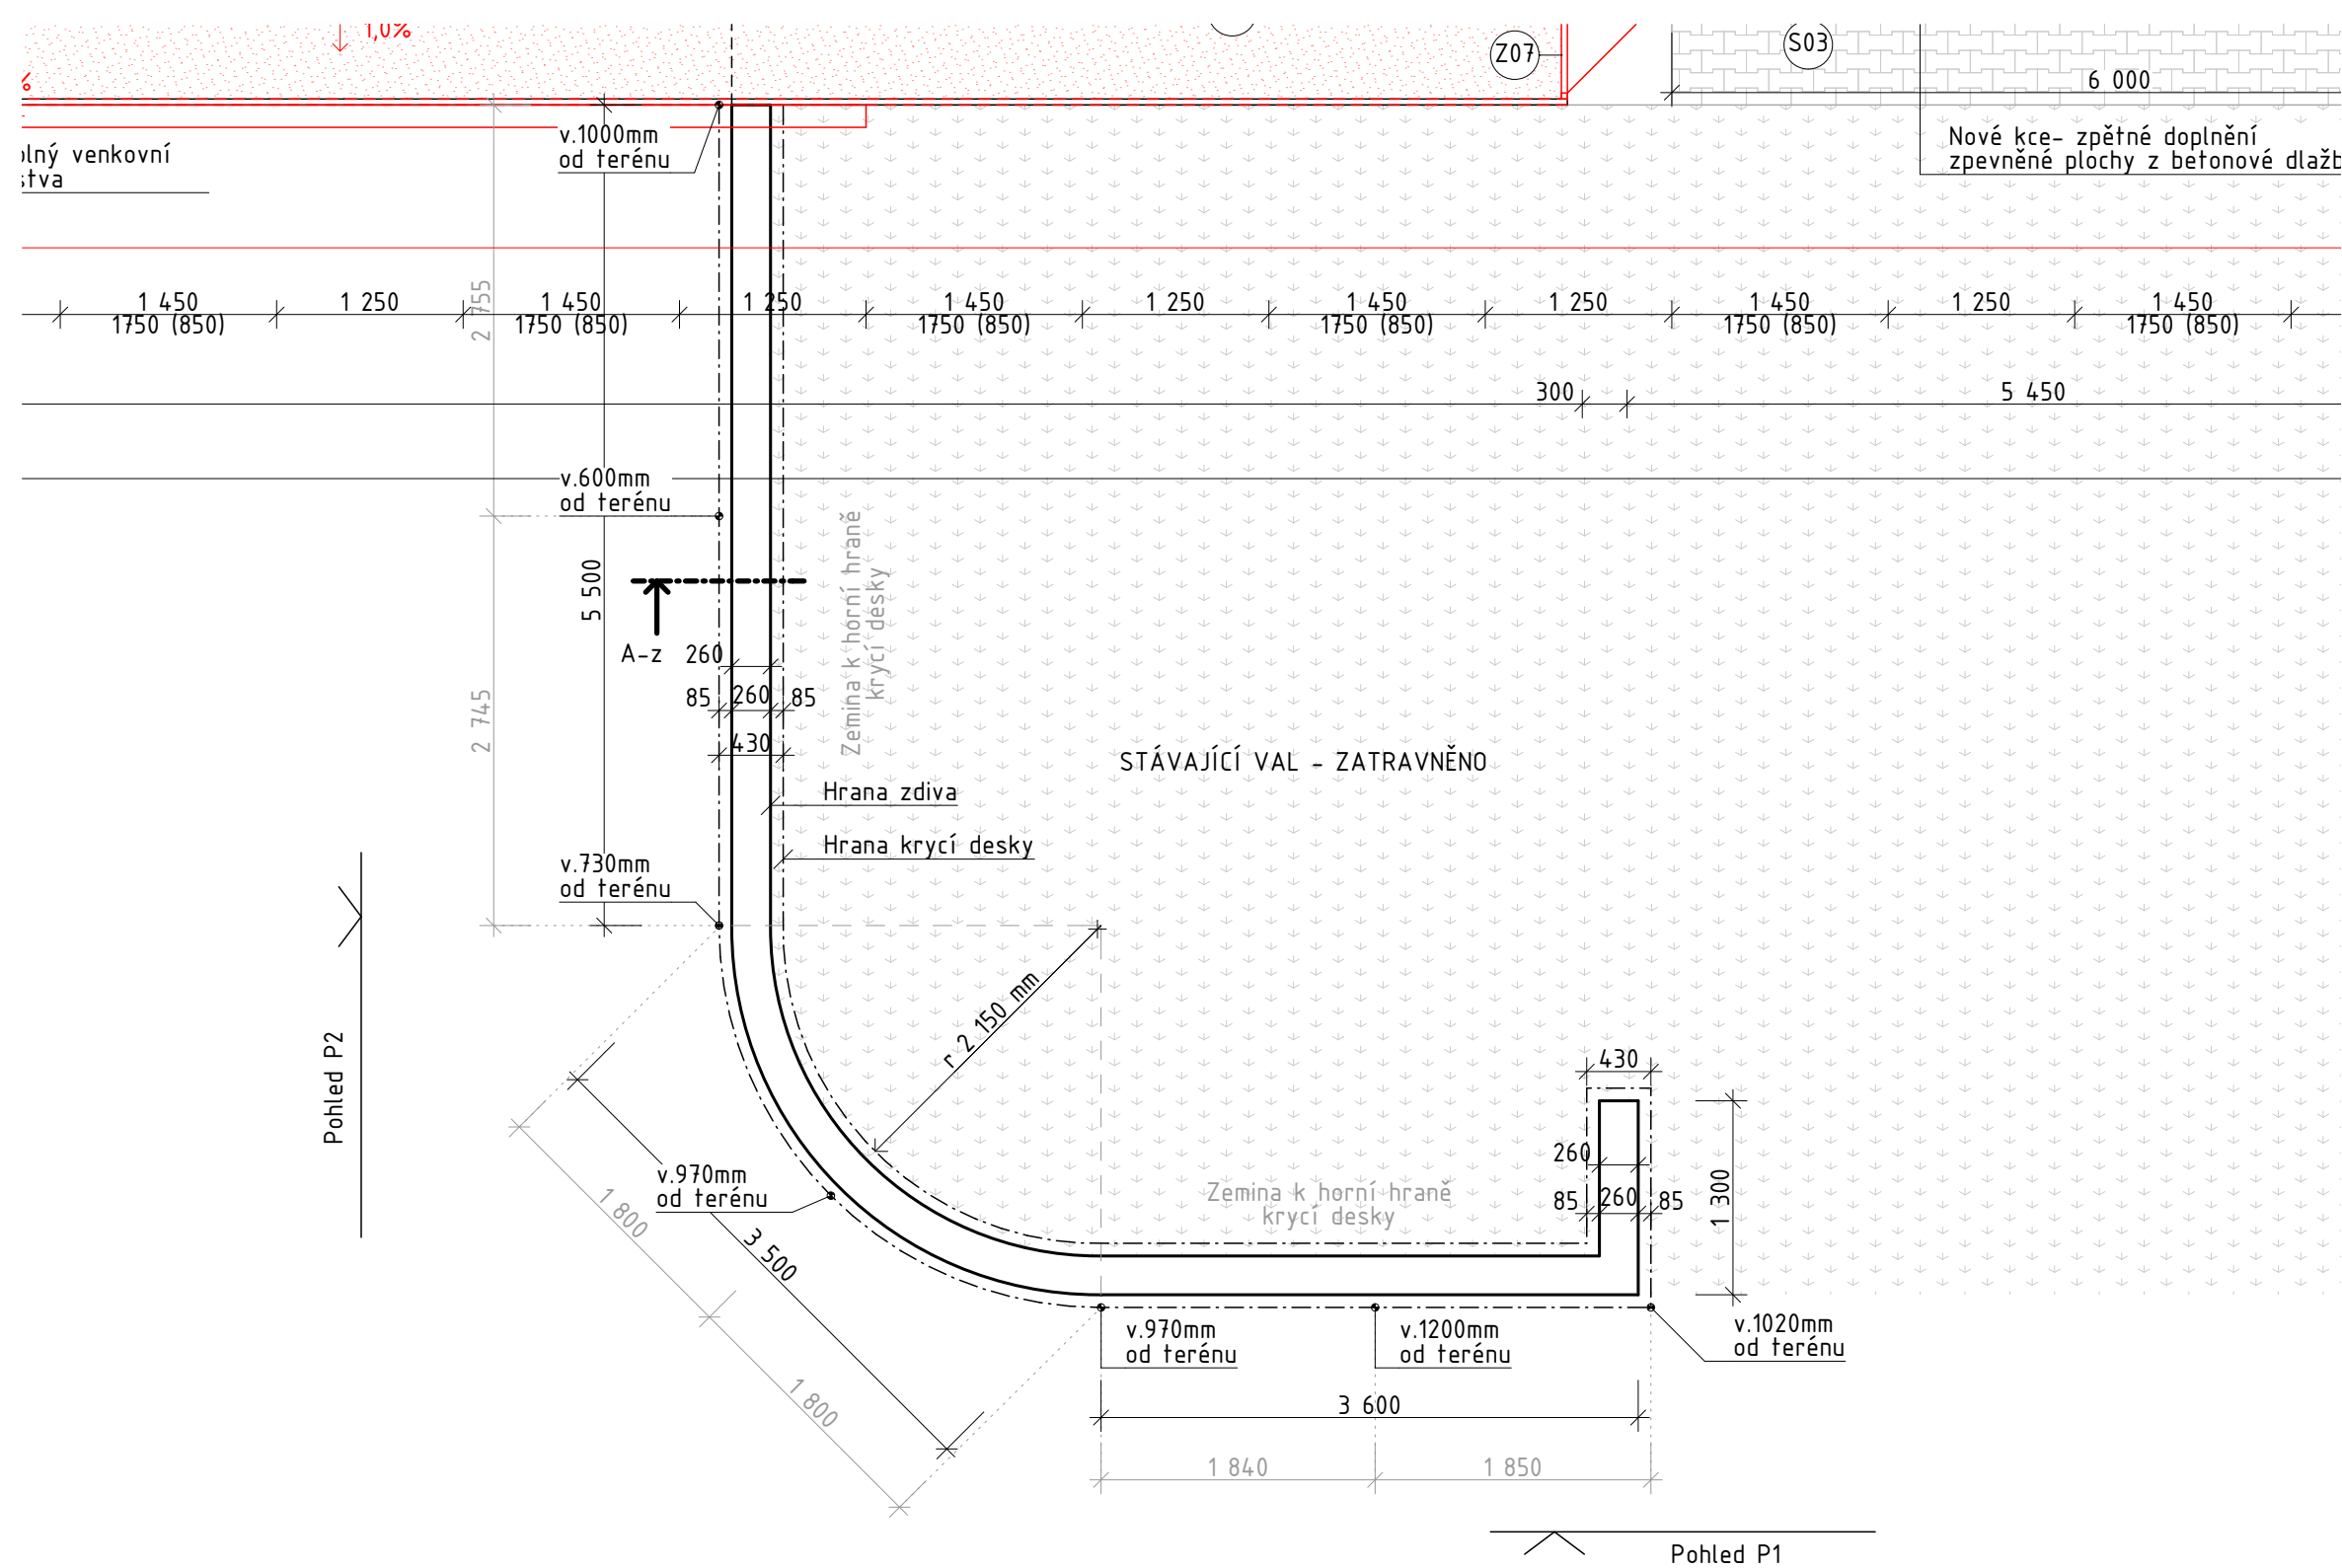 1,0%
%
Z07
S03
6 000
v.1000mm
od terénu
venkovní
Nové kce- zpětné doplnění
zpevněné plochy z betonové
2 755
1 450
1 250
1 450
1 250
1 450
1 250
1 450
1 250
1 450
1 250
1 450
1750 (850)
1750 (850)
1750 (850)
1750 (850)
1750 (850)
1750 (850)
300
5 450
v.600mm
od terénu
5 500
Zemina k horní hraně
krycí desky
A-z
260
85
260
85
2 745
430
STÁVAJÍCÍ VAL - ZATRAVNĚNO
Hrana zdiva
Hrana krycí desky
v.730mm
od terénu
r 2 150 mm
Pohled P2
430
260
85
260
85
1 300
v.970mm
od terénu
Zemina k horní hraně
krycí desky
1 800
3 500
1 800
v.970mm
od terénu
v.1200mm
od terénu
v.1020mm
od terénu
3 600
1 840
1 850
Pohled P1